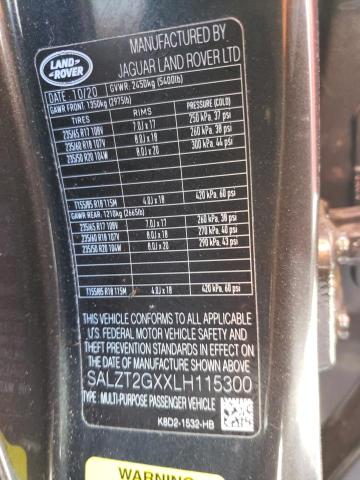 LAND
ROVER
MANUFACTURED BY
JAGUAR LAND ROVER LTD
DATE: 10/20 GVWR: 2450kg (5400lb)
GAWR FRONT: 1350kg (2975lb)
TIRES RIMS PRESSURE (COLD)
235/65 R17 108V 7.0J x 17 250 kPa, 37 psi
235/60 R18 107V 8.0J x 18 260 kPa, 38 psi
235/50 R20 104W 8.0J x 20 300 kPa, 44 psi
T155/85 R18 115M 4.0J x 18 420 kPa, 60 psi
GAWR REAR: 1210kg (2665lb)
235/65 R17 108V 7.0J x 17 260 kPa, 38 psi
235/60 R18 107V 8.0J x 18 270 kPa, 40 psi
235/50 R20 104W 8.0J x 20 290 kPa, 43 psi
T155/85 R18 115M 4.0J x 18 420 kPa, 60 psi
THIS VEHICLE CONFORMS TO ALL APPLICABLE
U.S. FEDERAL MOTOR VEHICLE SAFETY
STANDARDS IN EFFECT ON THE
DATE OF MANUFACTURE SHOWN ABOVE
SALZT2GXXLH115300
TYPE: MULTI-PURPOSE PASSENGER VEHICLE
K8D2-1532-HB
WARNING